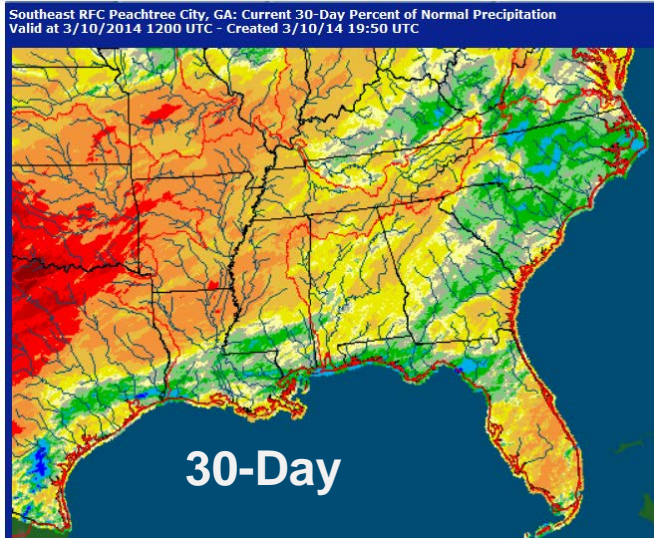 Southeast RFC Peachtree City, GA: Current 30-Day Percent of Normal Precipitation
Valid at 3/10/2014 1200 UTC - Created 3/10/14 19:50 UTC
30-Day